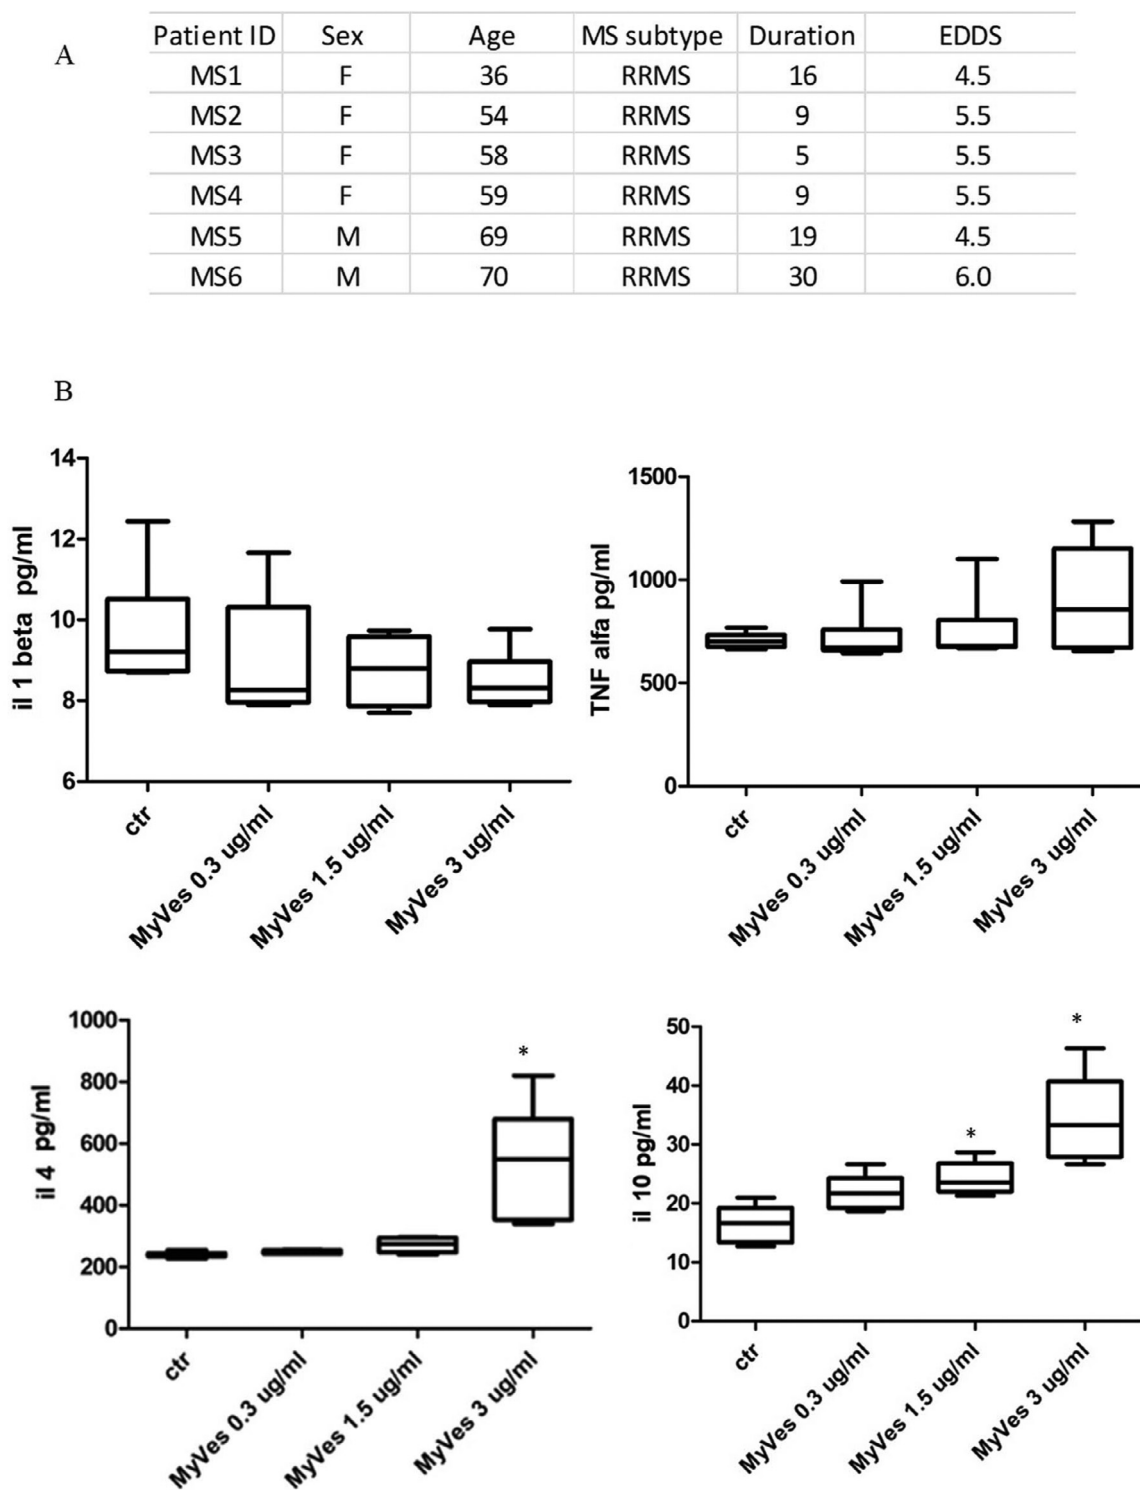 A
Patient ID Sex Age MS subtype Duration EDDS
MS1 F 36 RRMS 16 4.5
MS2 F 54 RRMS 9 5.5
MS3 F 58 RRMS 5 5.5
MS4 F 59 RRMS 9 5.5
MS5 M 69 RRMS 19 4.5
MS6 M 70 RRMS 30 6.0
B
il 1 beta pg/ml
14
12
10
8
6
ctr
MyVes 0.3 ug/ml
MyVes 1.5 ug/ml
MyVes 3 ug/ml
TNF alfa pg/ml
1500
1000
500
0
ctr
MyVes 0.3 ug/ml
MyVes 1.5 ug/ml
MyVes 3 ug/ml
il 4 pg/ml
1000
800
600
400
200
0
*
ctr
MyVes 0.3 ug/ml
MyVes 1.5 ug/ml
MyVes 3 ug/ml
il 10 pg/ml
50
40
30
20
10
0
*
*
ctr
MyVes 0.3 ug/ml
MyVes 1.5 ug/ml
MyVes 3 ug/ml